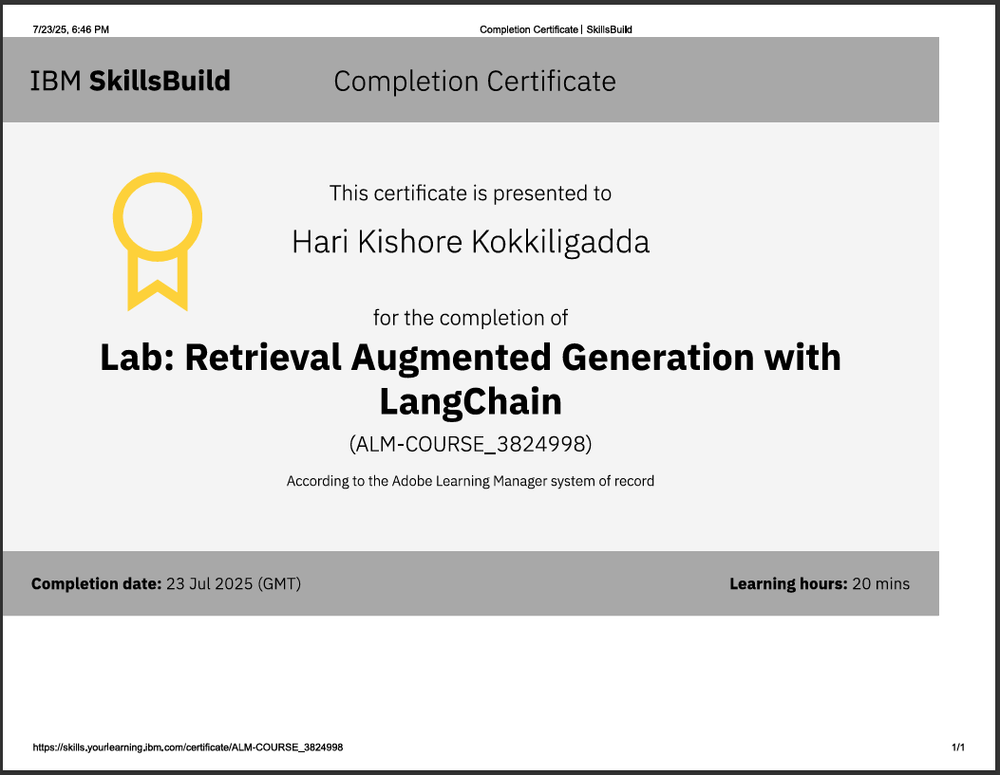 7/23/25, 6:46 PM
Completion Certificate | SkillsBuild
IBM SkillsBuild
Completion Certificate
This certificate is presented to
Hari Kishore Kokkiligadda
for the completion of
Lab: Retrieval Augmented Generation with
LangChain
(ALM-COURSE_3824998)
According to the Adobe Learning Manager system of record
Completion date: 23 Jul 2025 (GMT)
Learning hours: 20 mins
https://skills.yourlearning.ibm.com/certificate/ALM-COURSE_3824998
1/1